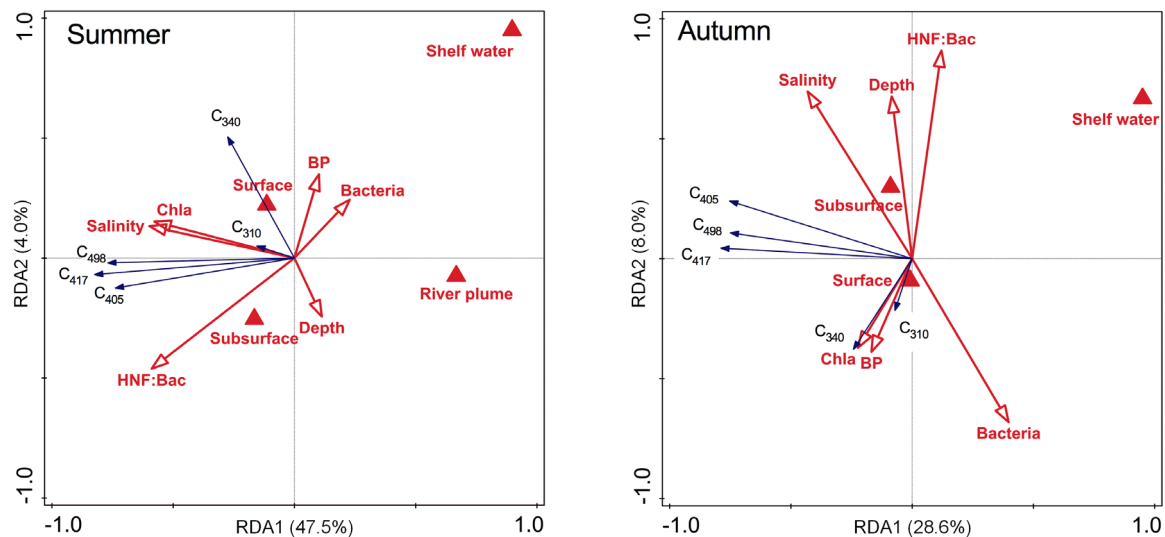 Summer
1.0
Shelf water
C340
BP
Surface
Bacteria
Chla
Salinity
C310
C498
C417
C405
River plume
Subsurface
Depth
HNF:Bac
RDA2 (4.0%)
-1.0
-1.0
RDA1 (47.5%)
1.0
Autumn
1.0
HNF:Bac
Salinity
Depth
Shelf water
C405
Subsurface
C498
C417
Surface
C340
C310
Chla
BP
Bacteria
RDA2 (8.0%)
-1.0
-1.0
RDA1 (28.6%)
1.0